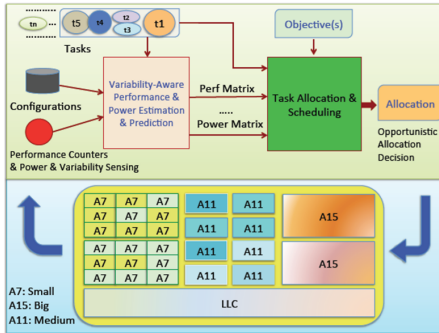 tn
t5
t4
t2
t3
t1
Tasks
Objective(s)
Configurations
Variability-Aware
Performance &
Power Estimation
& Prediction
Perf Matrix
.....
Power Matrix
Task Allocation &
Scheduling
Allocation
Opportunistic
Allocation
Decision
Performance Counters
& Power & Variability Sensing
A7 A7 A7
A7 A7 A7
A7 A7 A7
A7 A7 A7
A7 A7 A7
A7 A7 A7
A11 A11
A11 A11
A11 A11
A11 A11
A15
A15
LLC
A7: Small
A15: Big
A11: Medium